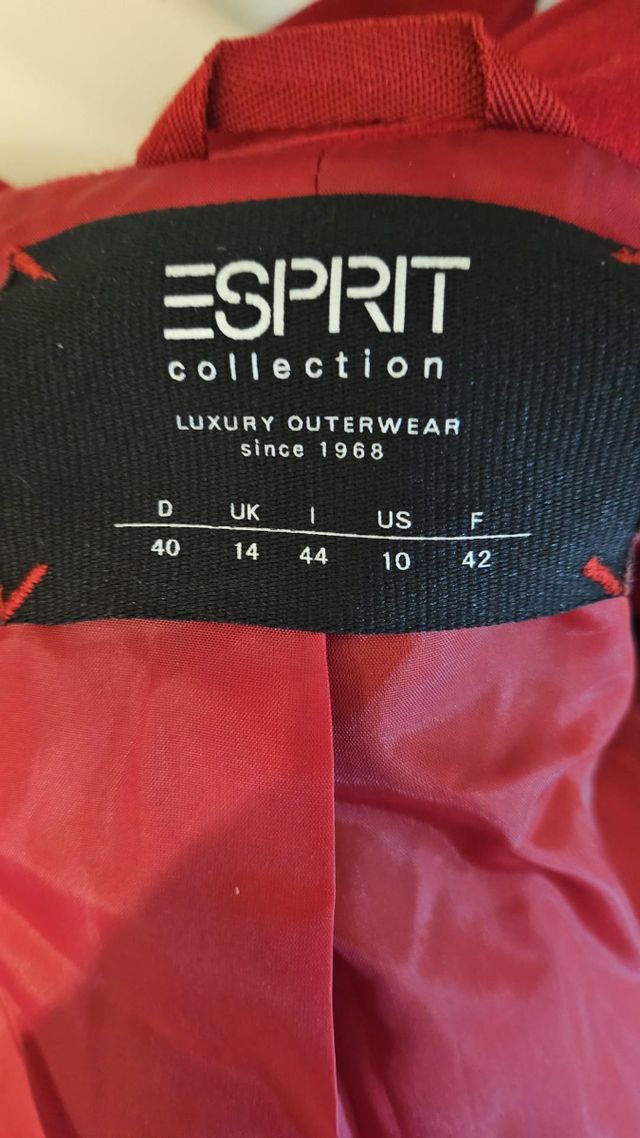 ESPRIT
collection
LUXURY OUTERWEAR
since 1968
D UK I US F
40 14 44 10 42